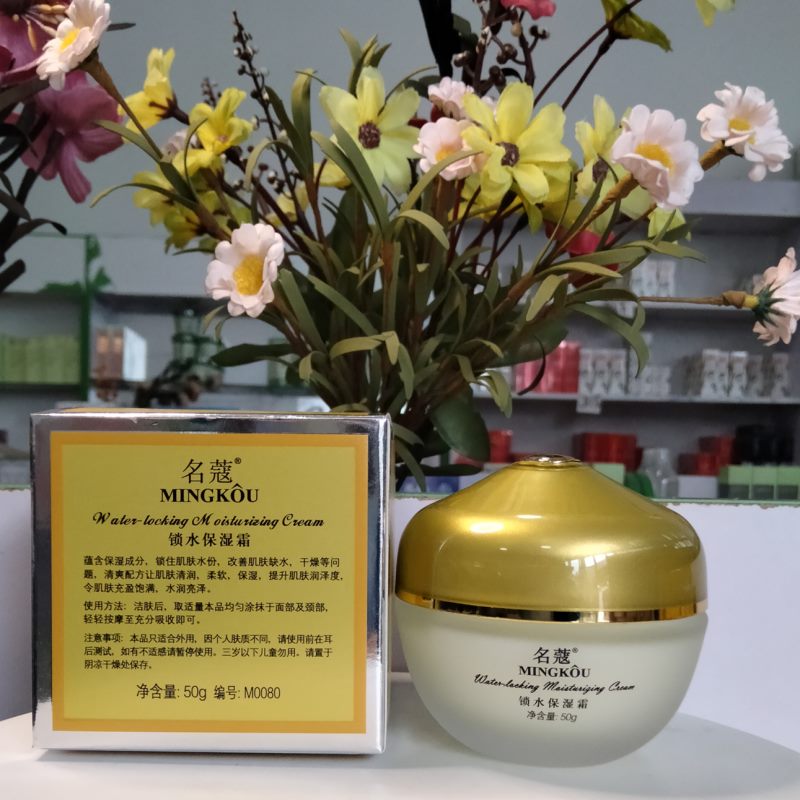 名蔻®
MINGKÔU
Water-locking Moisturizing Cream
锁水保湿霜
蕴含保湿成分，锁住肌肤水份，改善肌肤缺水，干燥等问
题，清爽配方让肌肤清润、柔软、保湿，提升肌肤润泽度，
令肌肤充盈饱满，水润亮泽。
使用方法：洁肤后，取适量本品均匀涂抹于面部及颈部，
轻轻按摩至充分吸收即可。
注意事项：本品只适合外用，因个人肤质不同，请使用前在耳
后测试，如有不适感请暂停使用。三岁以下儿童勿用。请置于
阴凉干燥处保存。
净含量: 50g 编号: M0080
名蔻®
MINGKÔU
Water-locking Moisturizing Cream
锁水保湿霜
净含量: 50g